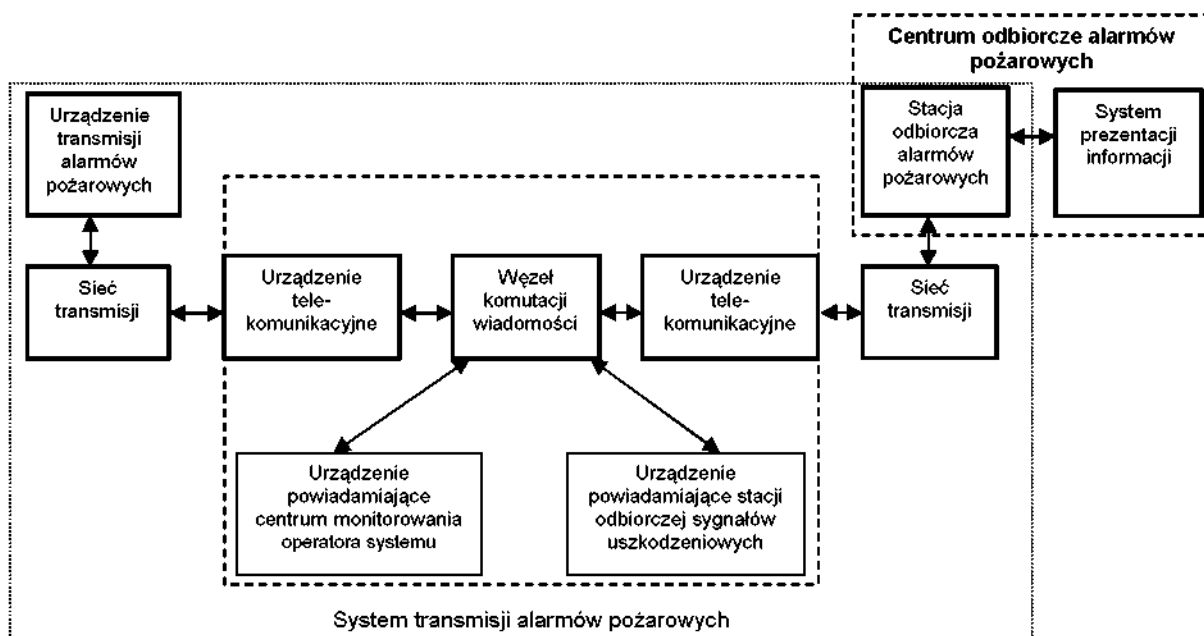 Centrum odbiorcze alarmów
pożarowych
Urządzenie
transmisji
alarmów
pożarowych
Stacja
odbiorcza
alarmów
pożarowych
System
prezentacji
informacji
Sieć
transmisji
Urządzenie
tele-
komunikacyjne
Węzeł
komutacji
wiadomości
Urządzenie
tele-
komunikacyjne
Sieć
transmisji
Urządzenie
powiadamiające
centrum monitorowania
operatora systemu
Urządzenie
powiadamiające stacji
odbiorczej sygnałów
uszkodzeniowych
System transmisji alarmów pożarowych